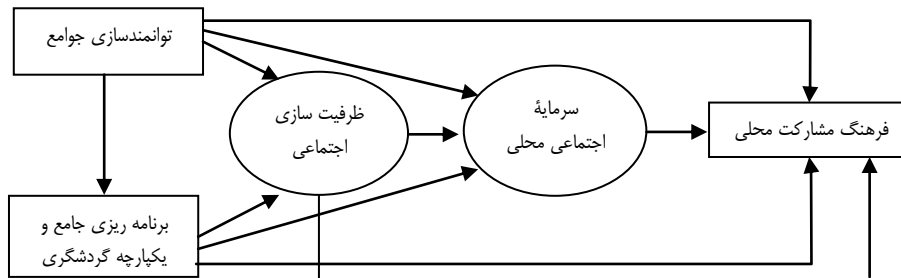 توانمندسازی جوامع
ظرفیت سازی
اجتماعی
سرمایهٔ
اجتماعی محلی
فرهنگ مشارکت محلی
برنامه ریزی جامع و
یکپارچه گردشگری